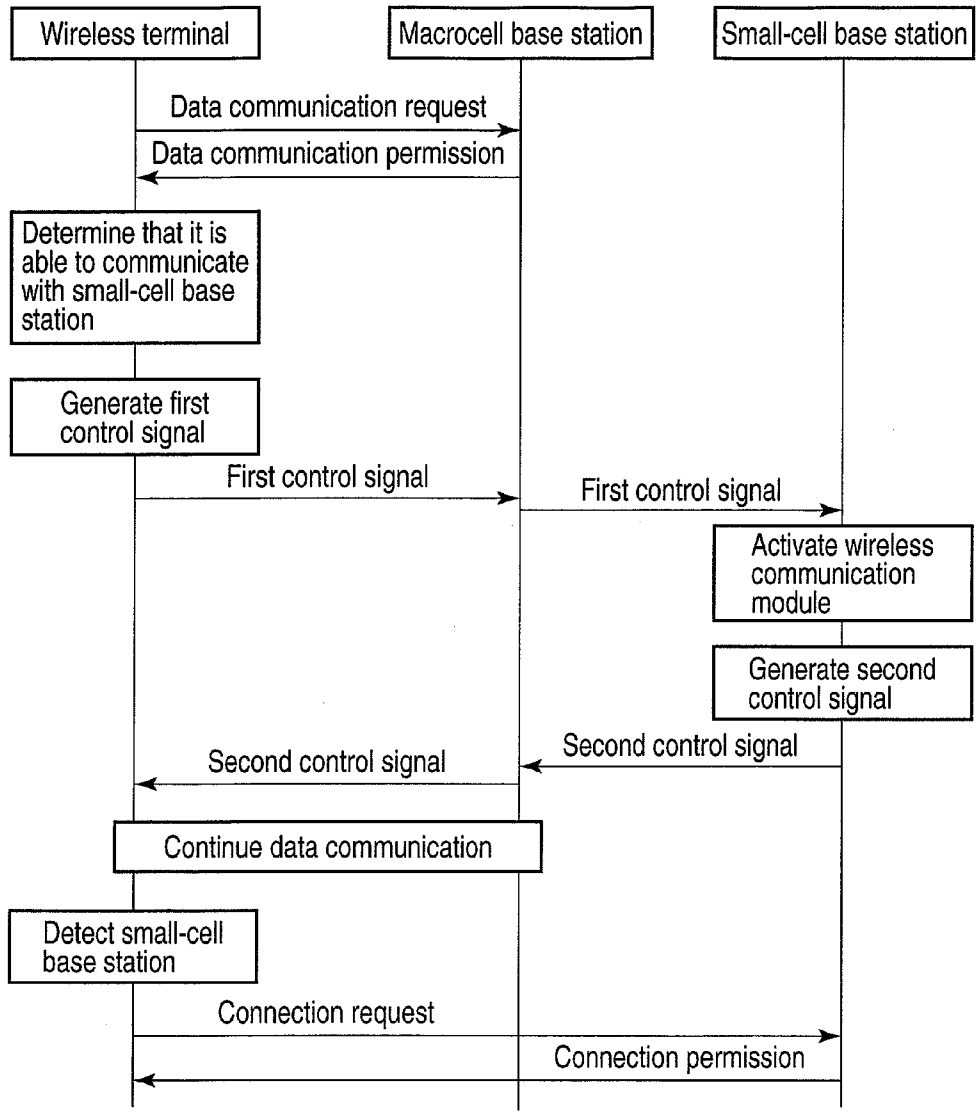 Wireless terminal
Macrocell base station
Small-cell base station
Data communication request
Data communication permission
Determine that it is
able to communicate
with small-cell base
station
Generate first
control signal
First control signal
First control signal
Activate wireless
communication
module
Generate second
control signal
Second control signal
Second control signal
Continue data communication
Detect small-cell
base station
Connection request
Connection permission